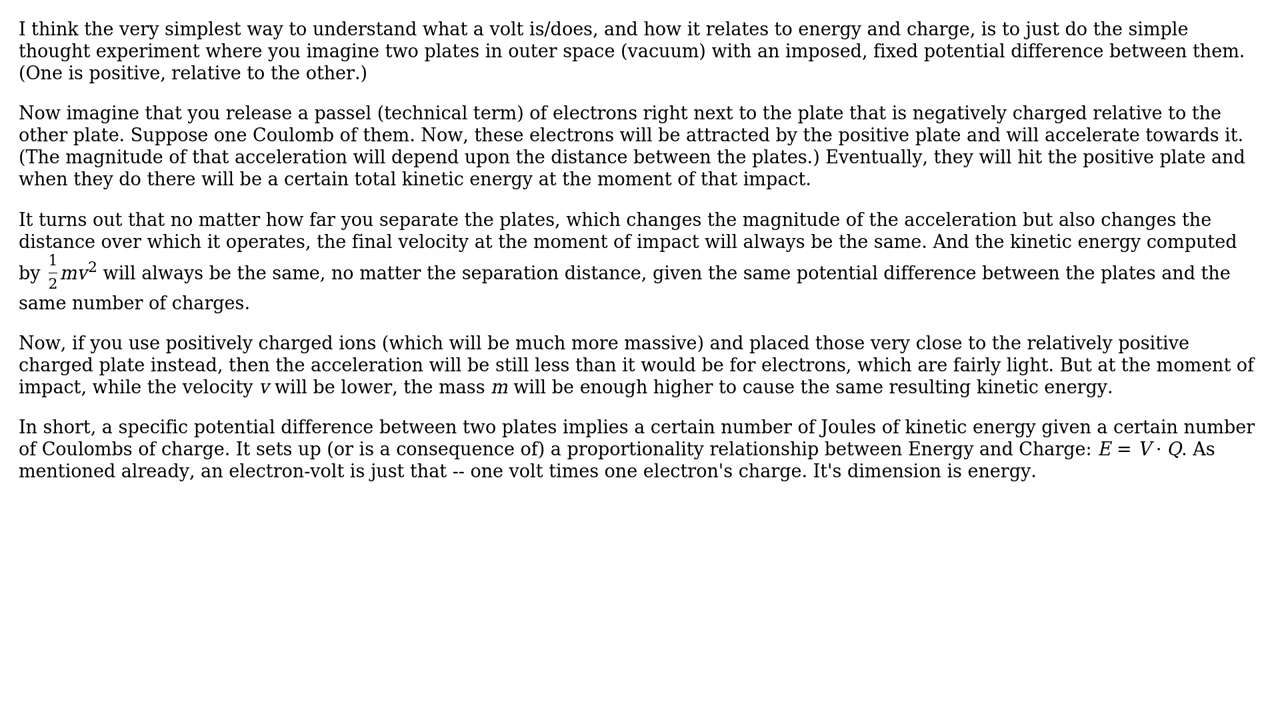 I think the very simplest way to understand what a volt is/does, and how it relates to energy and charge, is to just do the simple
thought experiment where you imagine two plates in outer space (vacuum) with an imposed, fixed potential difference between them.
(One is positive, relative to the other.)
Now imagine that you release a passel (technical term) of electrons right next to the plate that is negatively charged relative to the
other plate. Suppose one Coulomb of them. Now, these electrons will be attracted by the positive plate and will accelerate towards it.
(The magnitude of that acceleration will depend upon the distance between the plates.) Eventually, they will hit the positive plate and
when they do there will be a certain total kinetic energy at the moment of that impact.
It turns out that no matter how far you separate the plates, which changes the magnitude of the acceleration but also changes the
distance over which it operates, the final velocity at the moment of impact will always be the same. And the kinetic energy computed
by $\frac{1}{2}mv^2$ will always be the same, no matter the separation distance, given the same potential difference between the plates and the
same number of charges.
Now, if you use positively charged ions (which will be much more massive) and placed those very close to the relatively positive
charged plate instead, then the acceleration will be still less than it would be for electrons, which are fairly light. But at the moment of
impact, while the velocity v will be lower, the mass m will be enough higher to cause the same resulting kinetic energy.
In short, a specific potential difference between two plates implies a certain number of Joules of kinetic energy given a certain number
of Coulombs of charge. It sets up (or is a consequence of) a proportionality relationship between Energy and Charge: E = V · Q. As
mentioned already, an electron-volt is just that -- one volt times one electron's charge. It's dimension is energy.